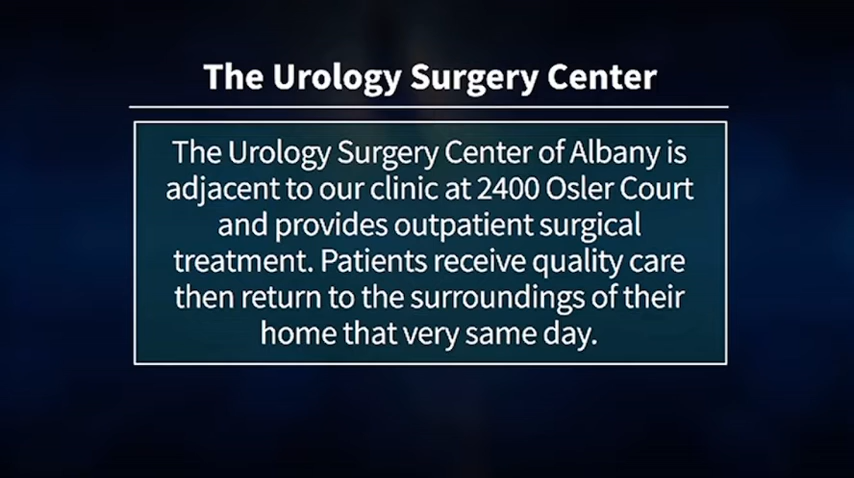 The Urology Surgery Center
The Urology Surgery Center of Albany is
adjacent to our clinic at 2400 Osler Court
and provides outpatient surgical
treatment. Patients receive quality care
then return to the surroundings of their
home that very same day.